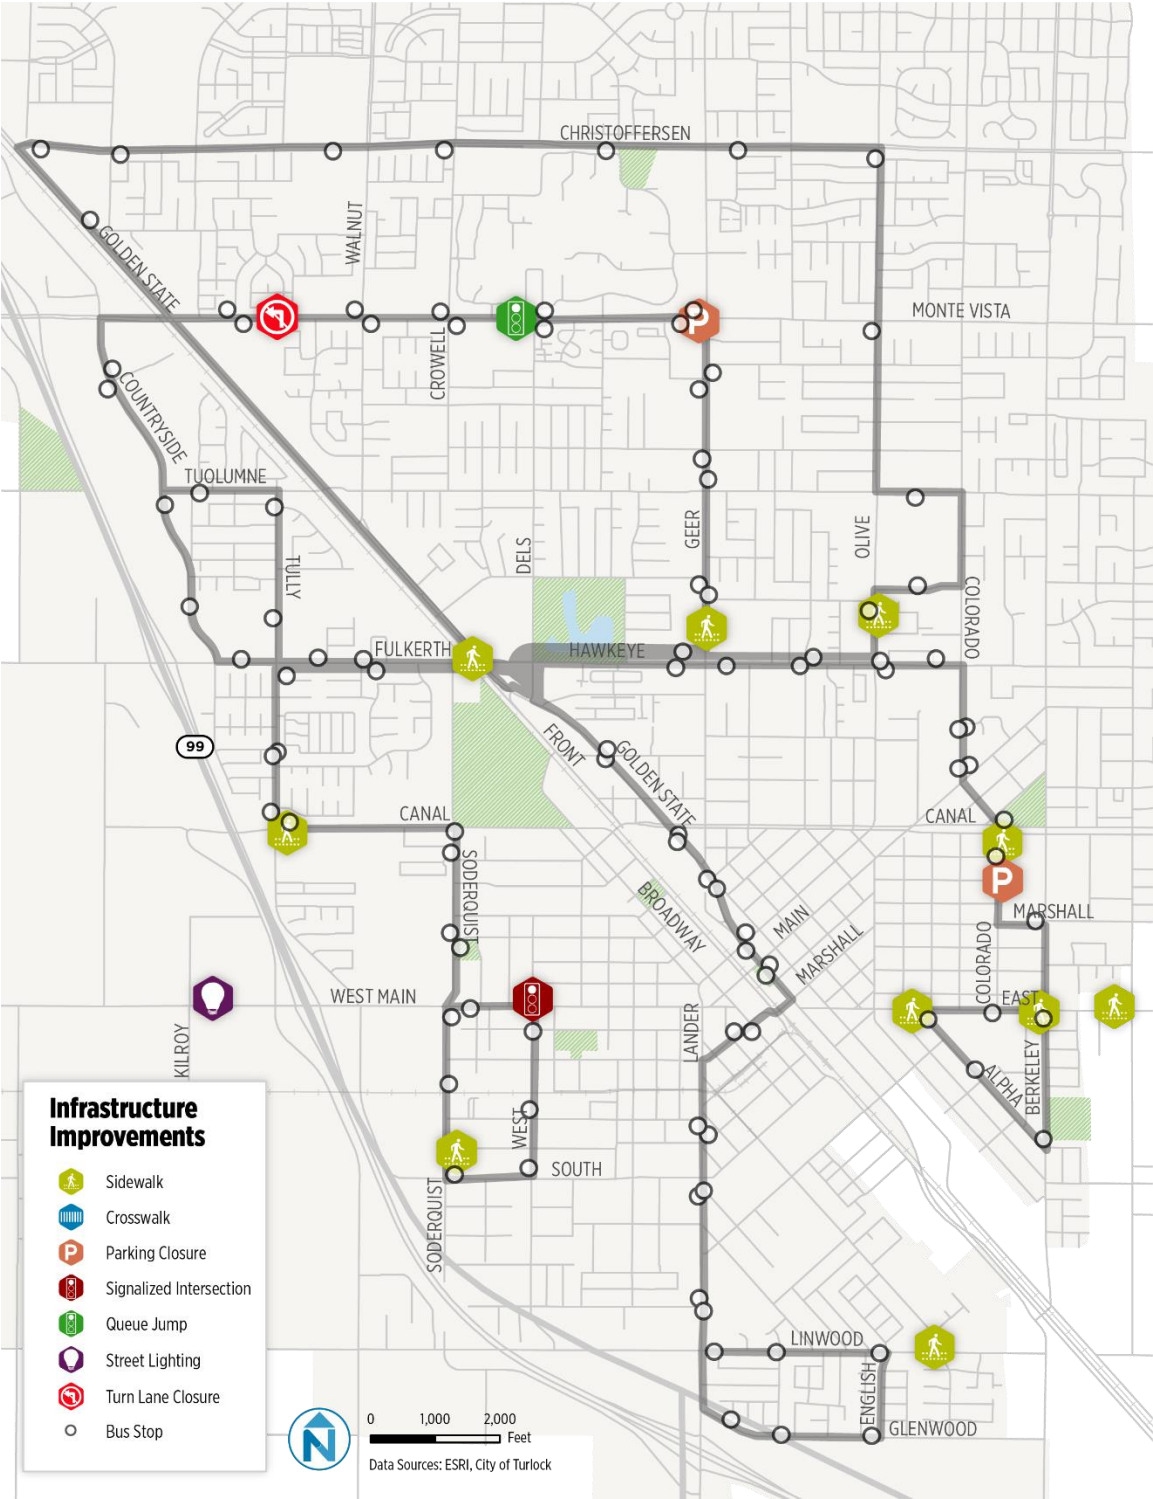 CHRISTOFFERSEN
WALNUT
GOLDEN STATE
MONTE VISTA
P
CROWELL
COUNTRYSIDE
TUOLUMNE
GEER
OLIVE
DELS
TULLY
COLORADO
FULKERTH
HAWKEYE
99
FRONT
GOLDEN STATE
CANAL
CANAL
SODERQUIST
P
BROADWAY
MAIN
MARSHALL
MARSHALL
COLORADO
WEST MAIN
EAST
LANDER
KILROY
ALPHA
BERKELEY
WEST
SOUTH
SODERQUIST
LINWOOD
ENGLISH
GLENWOOD
Infrastructure
Improvements
Sidewalk
Crosswalk
P Parking Closure
Signalized Intersection
Queue Jump
Street Lighting
Turn Lane Closure
Bus Stop
N
0 1,000 2,000
Feet
Data Sources: ESRI, City of Turlock